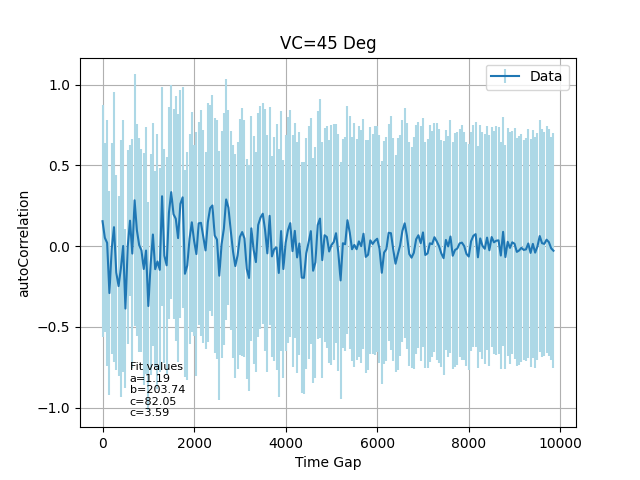 VC=45 Deg
Data
autoCorrelation
1.0
0.5
0.0
−0.5
−1.0
Fit values
a=1.19
b=203.74
c=82.05
c=3.59
0 2000 4000 6000 8000 10000
Time Gap